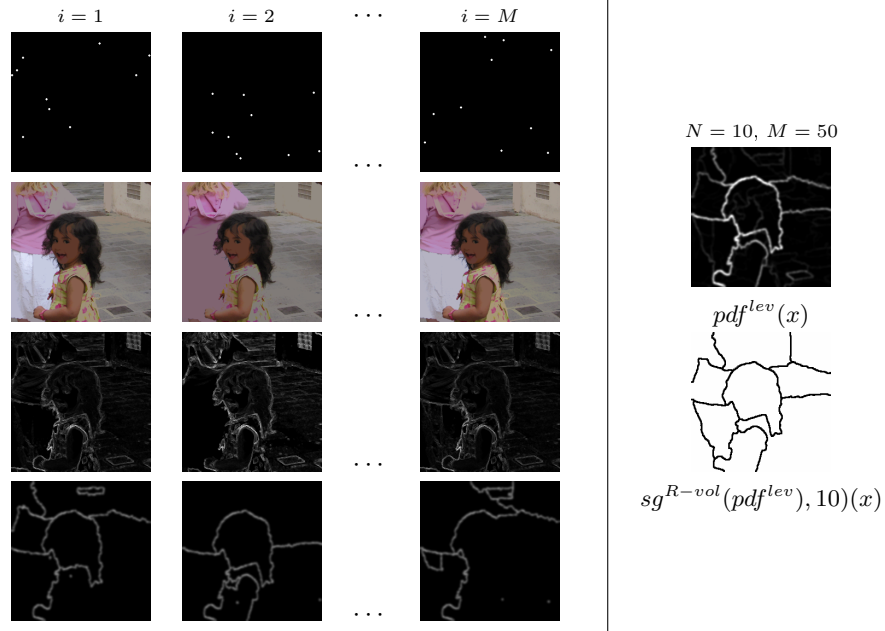 i = 1 i = 2 · · · i = M
· · ·
· · ·
· · ·
· · ·
N = 10, M = 50
pdf^{lev}(x)
sg^{R−vol}(pdf^{lev}), 10)(x)